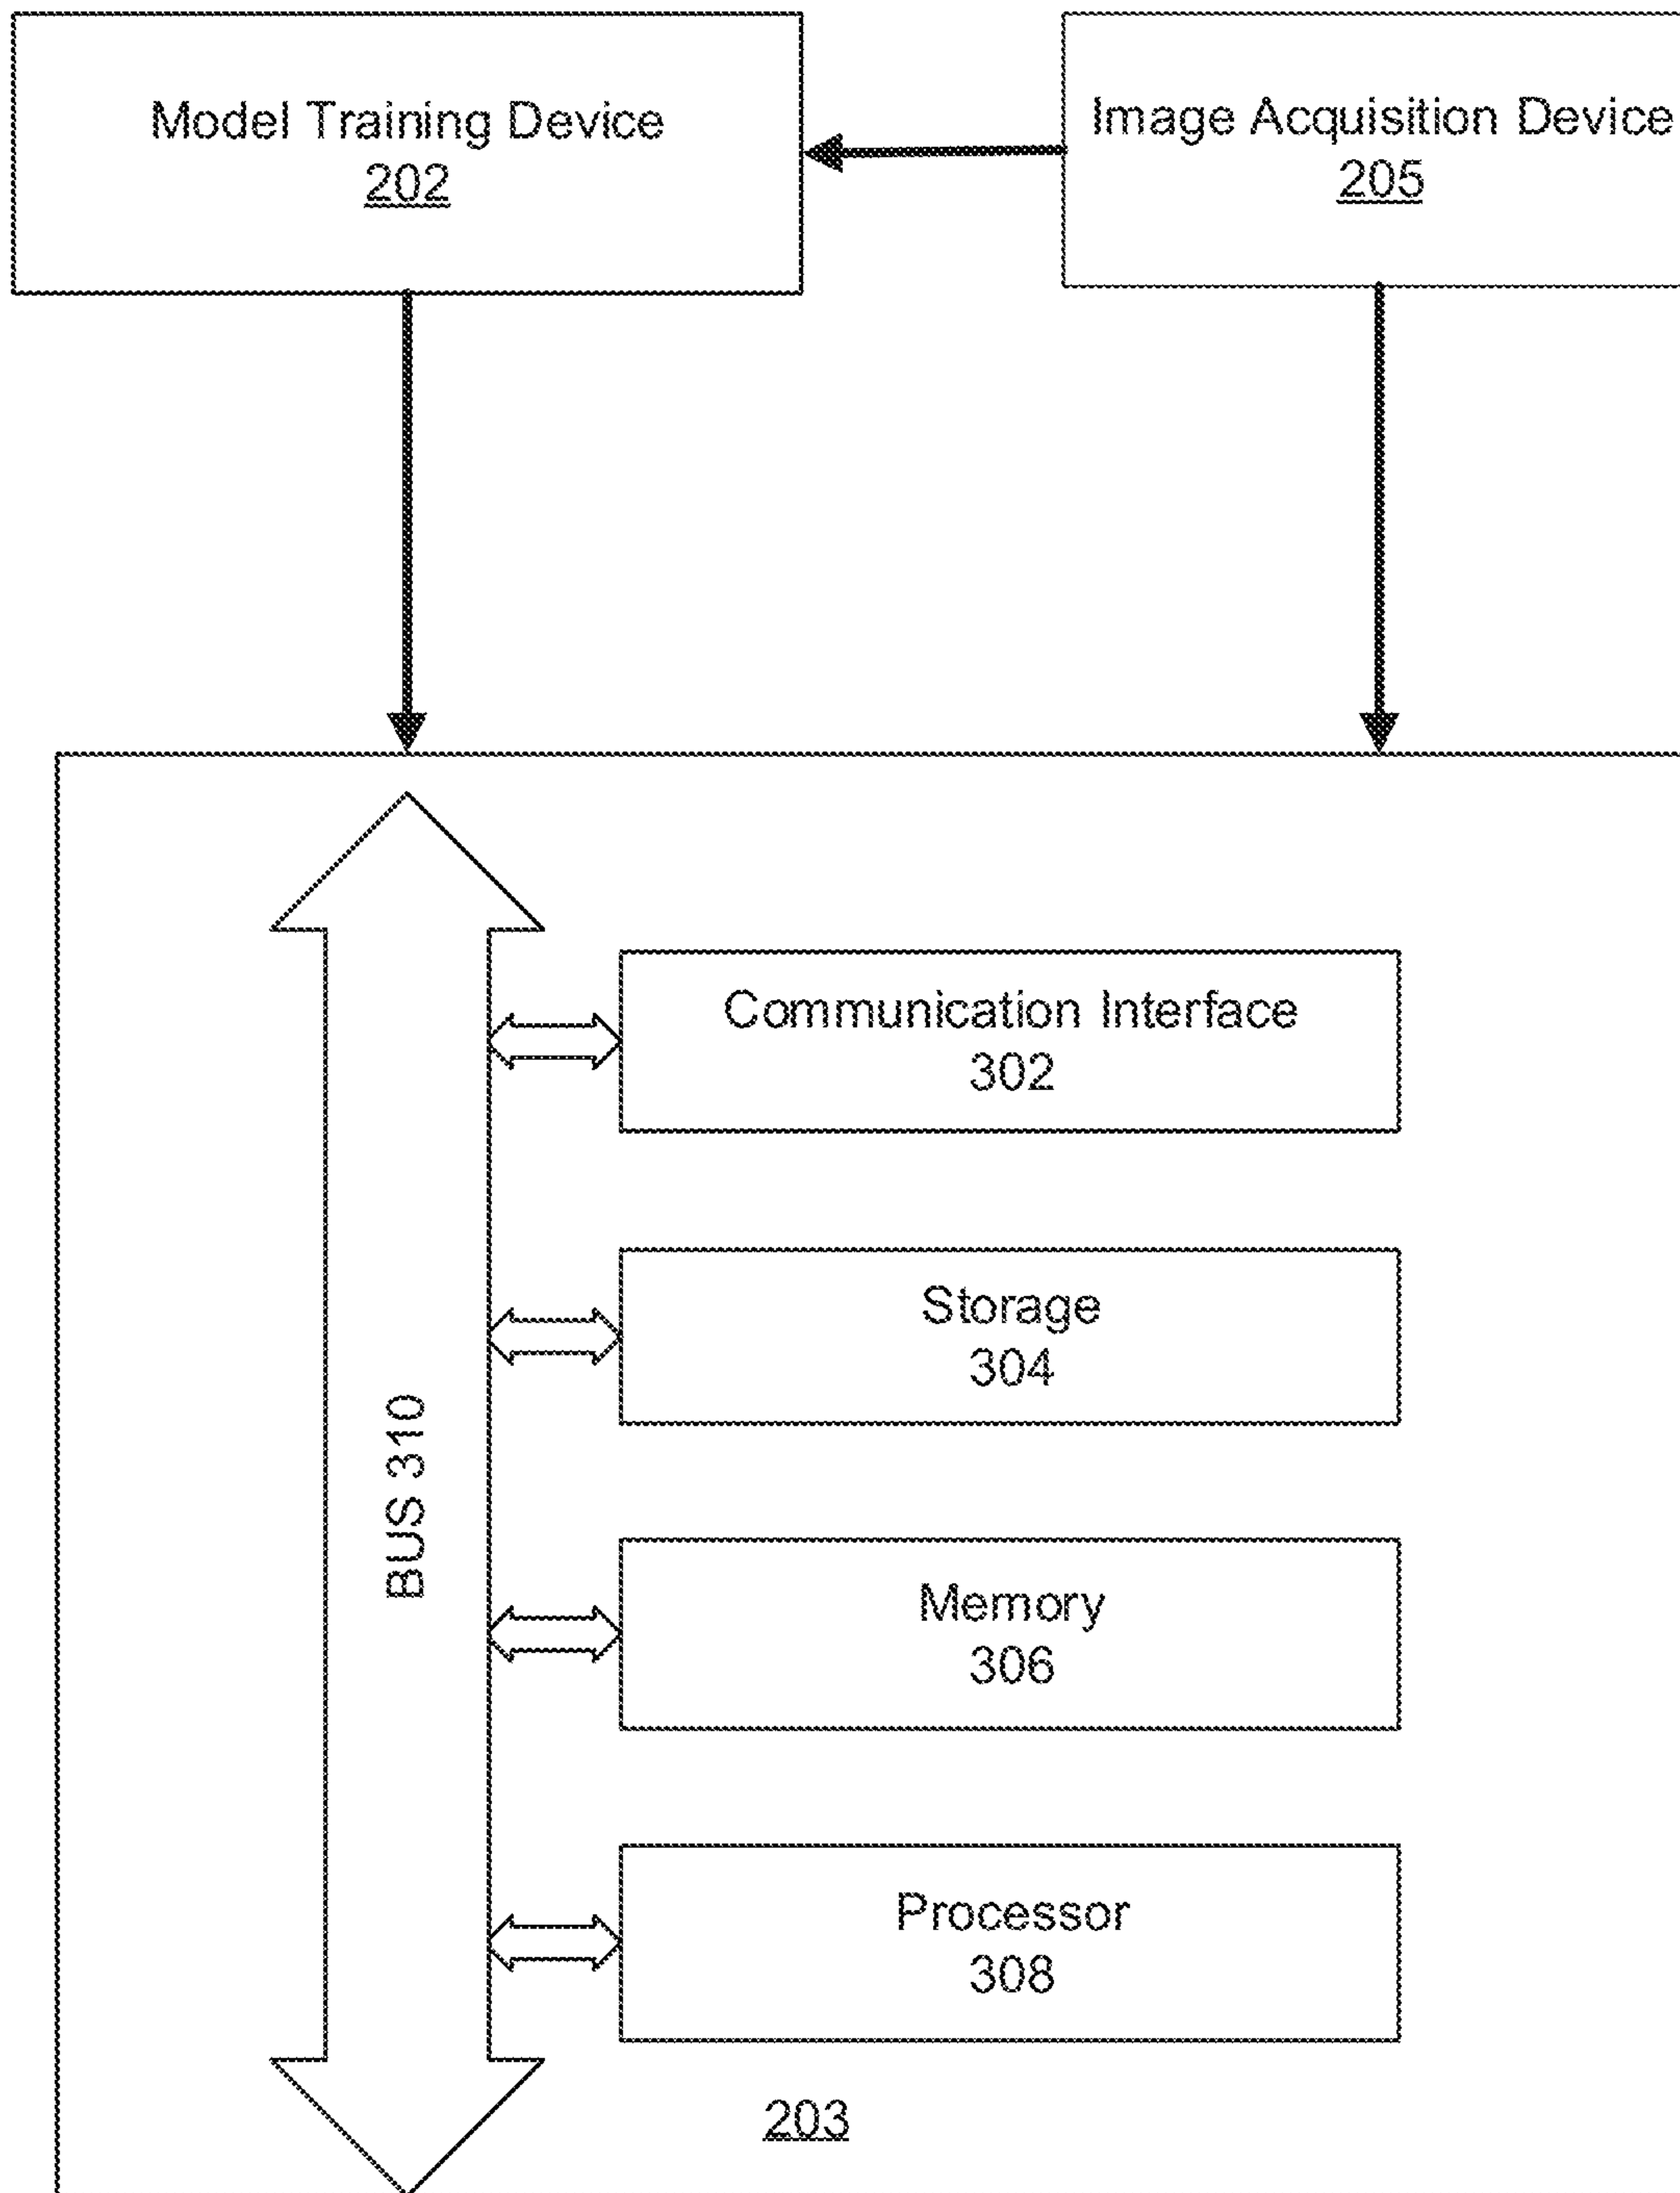 Model Training Device
202
Image Acquisition Device
205
Communication Interface
302
Storage
304
BUS 310
Memory
306
Processor
308
203